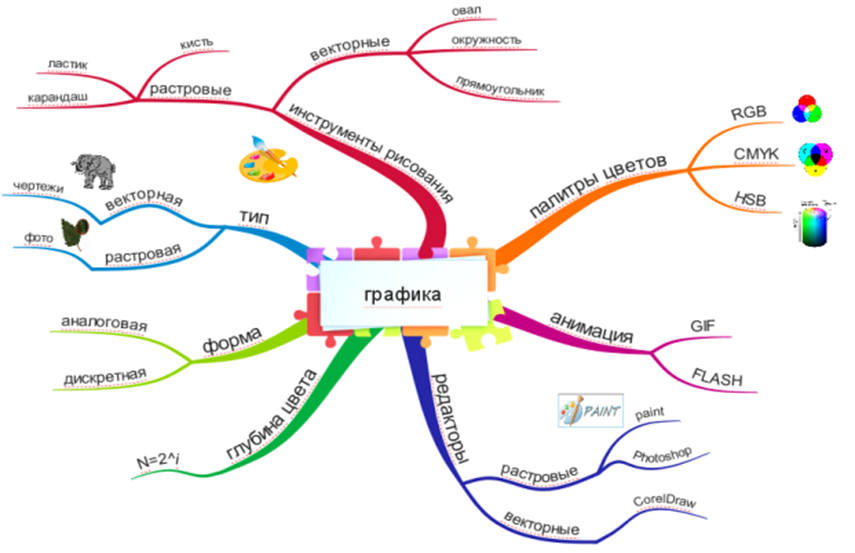 овал
окружность
прямоугольник
векторные
кисть
ластик
карандаш
растровые
инструменты рисования
RGB
CMYK
HSB
палитры цветов
чертежи
векторная
фото
растровая
тип
графика
аналоговая
дискретная
форма
анимация
GIF
FLASH
глубина цвета
N=2^i
редакторы
PAINT
paint
Photoshop
растровые
CorelDraw
векторные